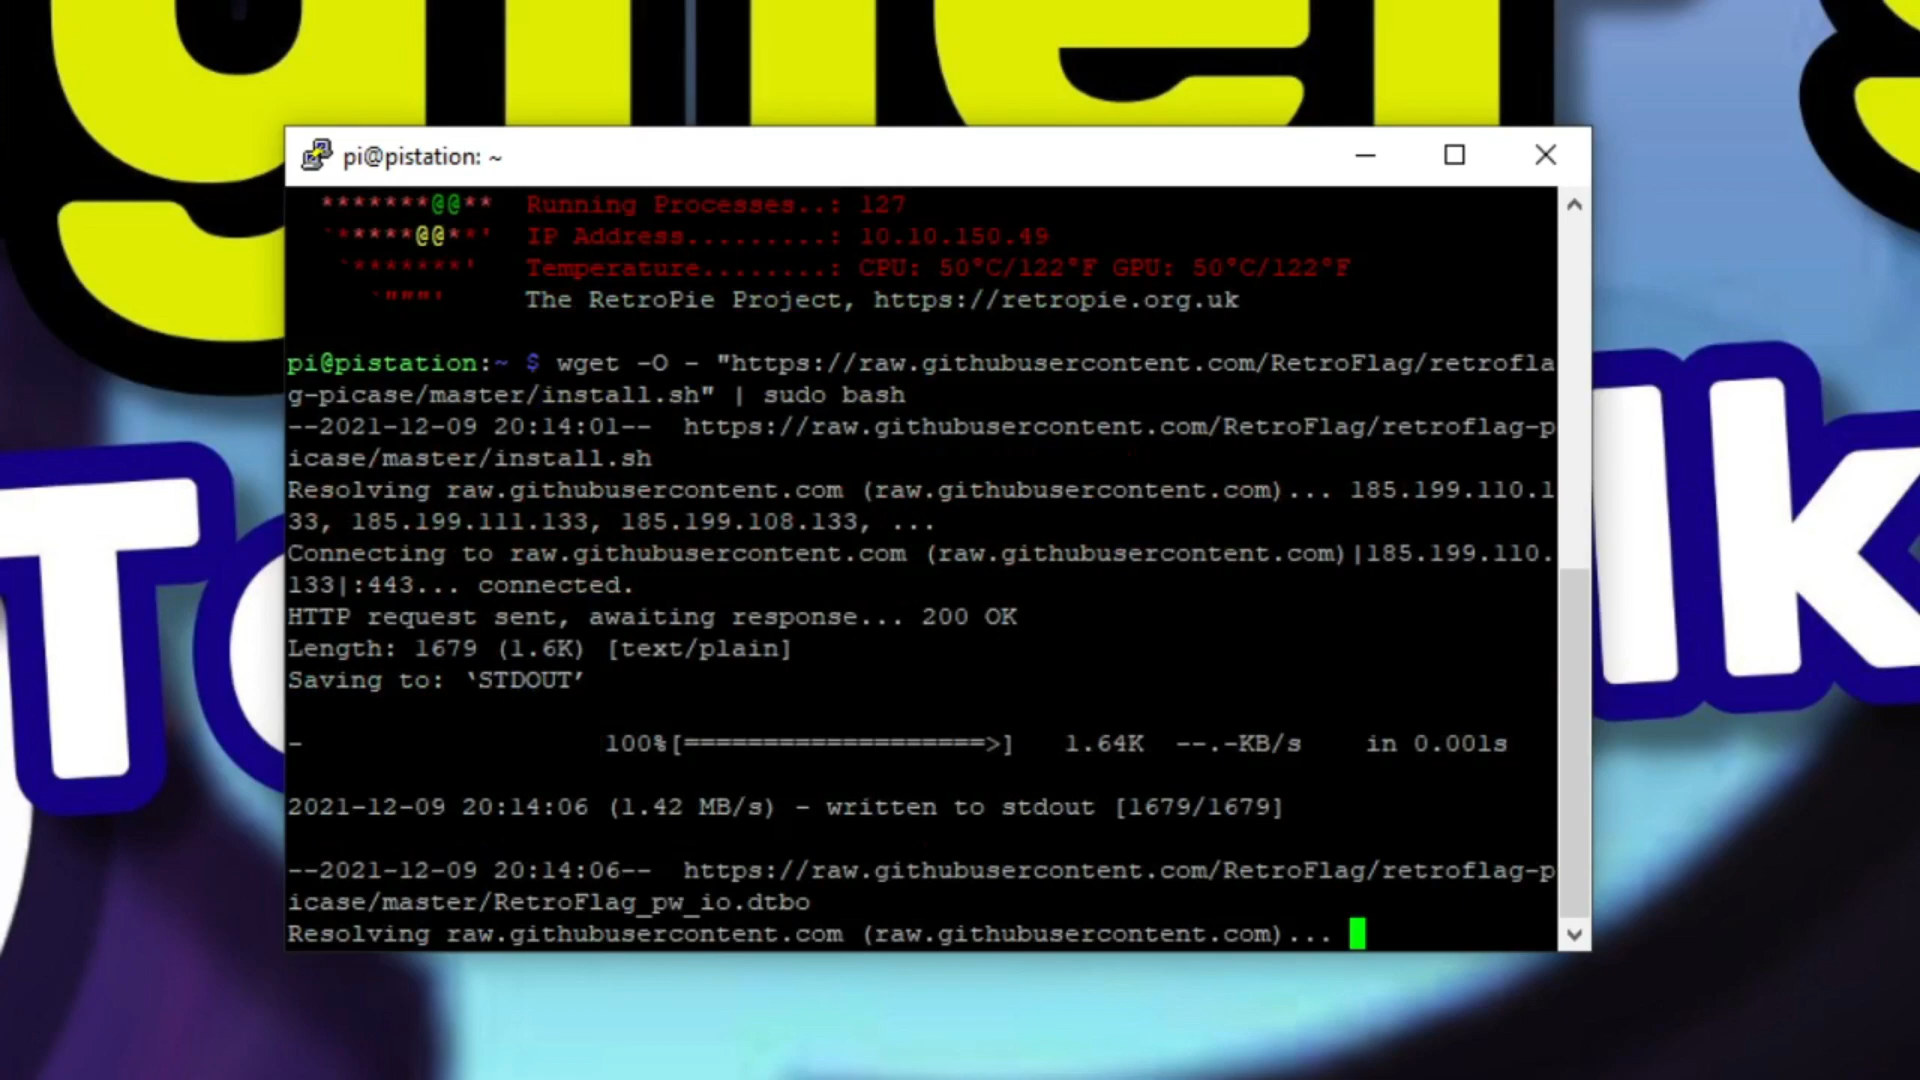 pi@pistation: ~
*******@@** Running Processes..: 127
`*****@@**' IP Address.........: 10.10.150.49
`*******' Temperature........: CPU: 50°C/122°F GPU: 50°C/122°F
`"""' The RetroPie Project, https://retropie.org.uk
pi@pistation:~ $ wget -O - "https://raw.githubusercontent.com/RetroFlag/retrofla
g-picase/master/install.sh" | sudo bash
--2021-12-09 20:14:01-- https://raw.githubusercontent.com/RetroFlag/retroflag-p
icase/master/install.sh
Resolving raw.githubusercontent.com (raw.githubusercontent.com)... 185.199.110.1
33, 185.199.111.133, 185.199.108.133, ...
Connecting to raw.githubusercontent.com (raw.githubusercontent.com)|185.199.110.
133|:443... connected.
HTTP request sent, awaiting response... 200 OK
Length: 1679 (1.6K) [text/plain]
Saving to: ‘STDOUT’
- 100%[===================>] 1.64K --.-KB/s in 0.001s
2021-12-09 20:14:06 (1.42 MB/s) - written to stdout [1679/1679]
--2021-12-09 20:14:06-- https://raw.githubusercontent.com/RetroFlag/retroflag-p
icase/master/RetroFlag_pw_io.dtbo
Resolving raw.githubusercontent.com (raw.githubusercontent.com)...